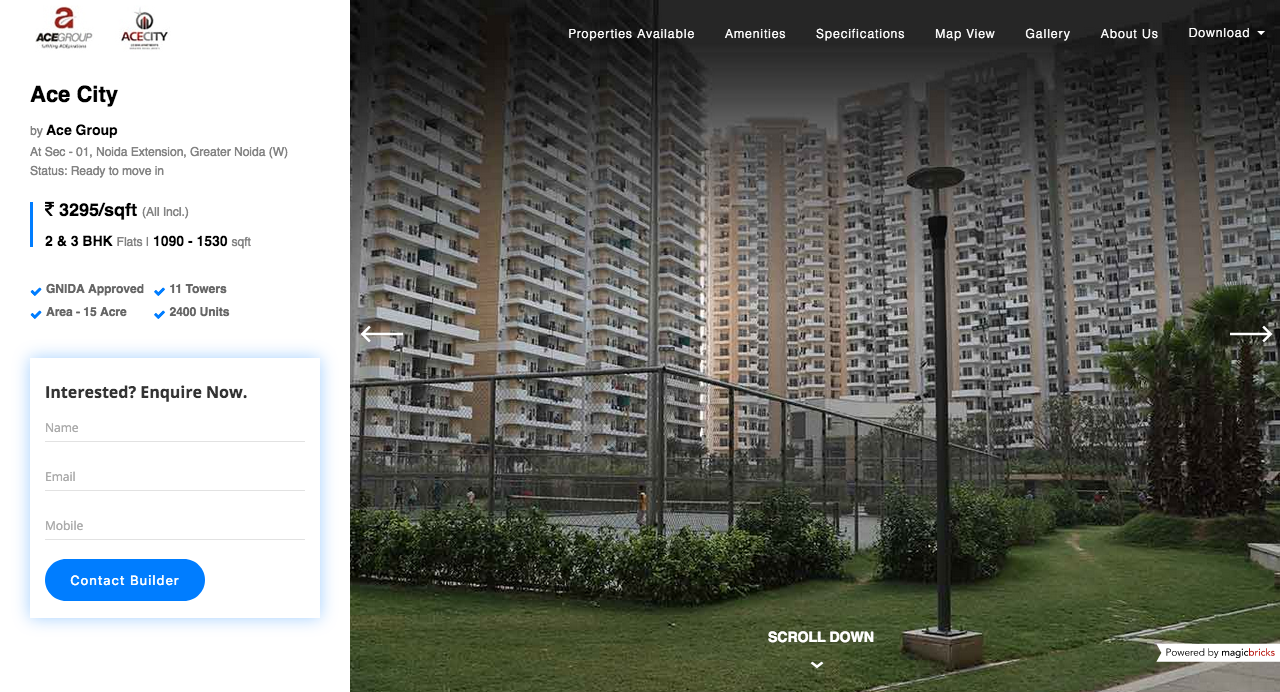 ACEGROUP
ACECITY
Properties Available
Amenities
Specifications
Map View
Gallery
About Us
Download
Ace City
by Ace Group
At Sec - 01, Noida Extension, Greater Noida (W)
Status: Ready to move in
₹ 3295/sqft (All Incl.)
2 & 3 BHK Flats | 1090 - 1530 sqft
GNIDA Approved
11 Towers
Area - 15 Acre
2400 Units
Interested? Enquire Now.
Name
Email
Mobile
Contact Builder
SCROLL DOWN
Powered by magicbricks